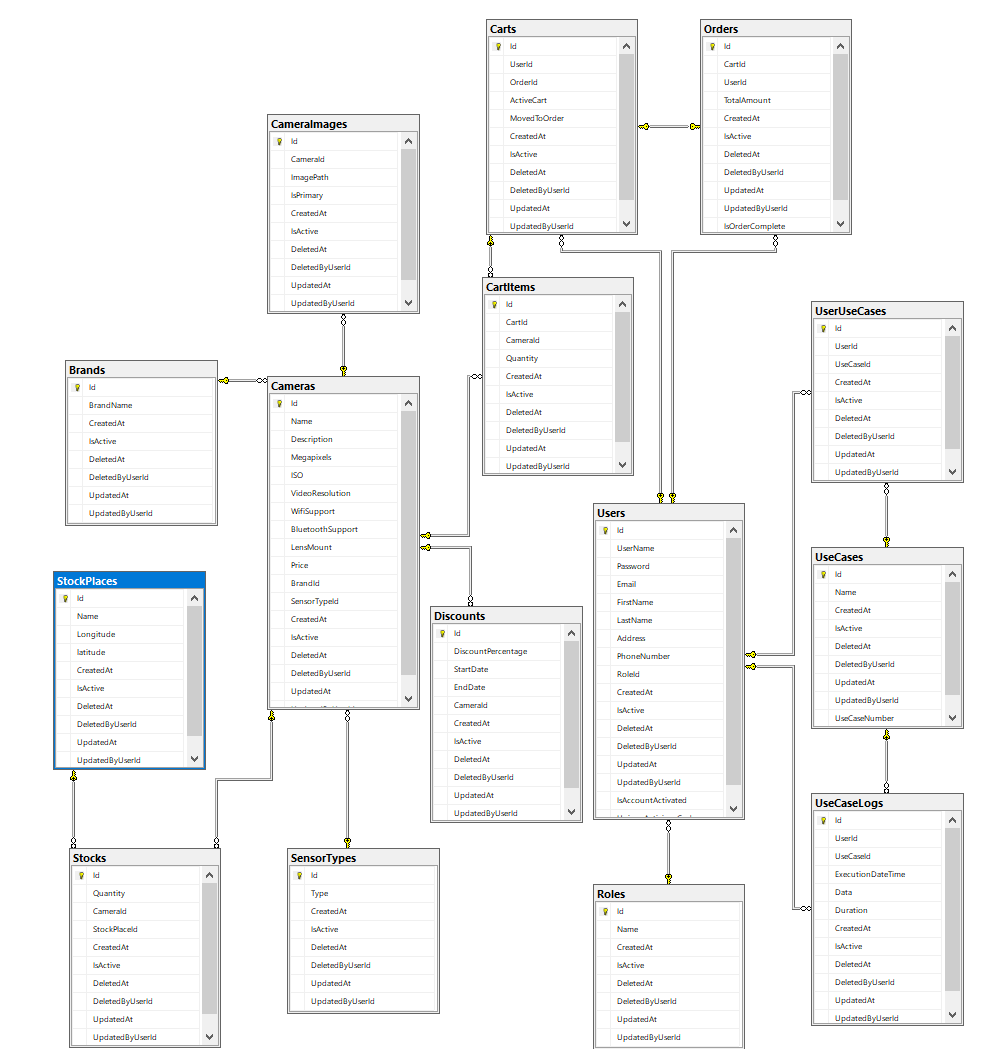 Carts
Id
UserId
OrderId
ActiveCart
MovedToOrder
CreatedAt
IsActive
DeletedAt
DeletedByUserId
UpdatedAt
UpdatedByUserId
Orders
Id
CartId
UserId
TotalAmount
CreatedAt
IsActive
DeletedAt
DeletedByUserId
UpdatedAt
UpdatedByUserId
IsOrderComplete
CameraImages
Id
CameraId
ImagePath
IsPrimary
CreatedAt
IsActive
DeletedAt
DeletedByUserId
UpdatedAt
UpdatedByUserId
CartItems
Id
CartId
CameraId
Quantity
CreatedAt
IsActive
DeletedAt
DeletedByUserId
UpdatedAt
UpdatedByUserId
UserUseCases
Id
UserId
UseCaseId
CreatedAt
IsActive
DeletedAt
DeletedByUserId
UpdatedAt
UpdatedByUserId
Brands
Id
BrandName
CreatedAt
IsActive
DeletedAt
DeletedByUserId
UpdatedAt
UpdatedByUserId
Cameras
Id
Name
Description
Megapixels
ISO
VideoResolution
WifiSupport
BluetoothSupport
LensMount
Price
BrandId
SensorTypeId
CreatedAt
IsActive
DeletedAt
DeletedByUserId
UpdatedAt
Users
Id
UserName
Password
Email
FirstName
LastName
Address
PhoneNumber
RoleId
CreatedAt
IsActive
DeletedAt
DeletedByUserId
UpdatedAt
UpdatedByUserId
IsAccountActivated
UseCases
Id
Name
CreatedAt
IsActive
DeletedAt
DeletedByUserId
UpdatedAt
UpdatedByUserId
UseCaseNumber
StockPlaces
Id
Name
Longitude
latitude
CreatedAt
IsActive
DeletedAt
DeletedByUserId
UpdatedAt
UpdatedByUserId
Discounts
Id
DiscountPercentage
StartDate
EndDate
CameraId
CreatedAt
IsActive
DeletedAt
DeletedByUserId
UpdatedAt
UpdatedByUserId
UseCaseLogs
Id
UserId
UseCaseId
ExecutionDateTime
Data
Duration
CreatedAt
IsActive
DeletedAt
DeletedByUserId
UpdatedAt
UpdatedByUserId
Stocks
Id
Quantity
CameraId
StockPlaceId
CreatedAt
IsActive
DeletedAt
DeletedByUserId
UpdatedAt
UpdatedByUserId
SensorTypes
Id
Type
CreatedAt
IsActive
DeletedAt
DeletedByUserId
UpdatedAt
UpdatedByUserId
Roles
Id
Name
CreatedAt
IsActive
DeletedAt
DeletedByUserId
UpdatedAt
UpdatedByUserId